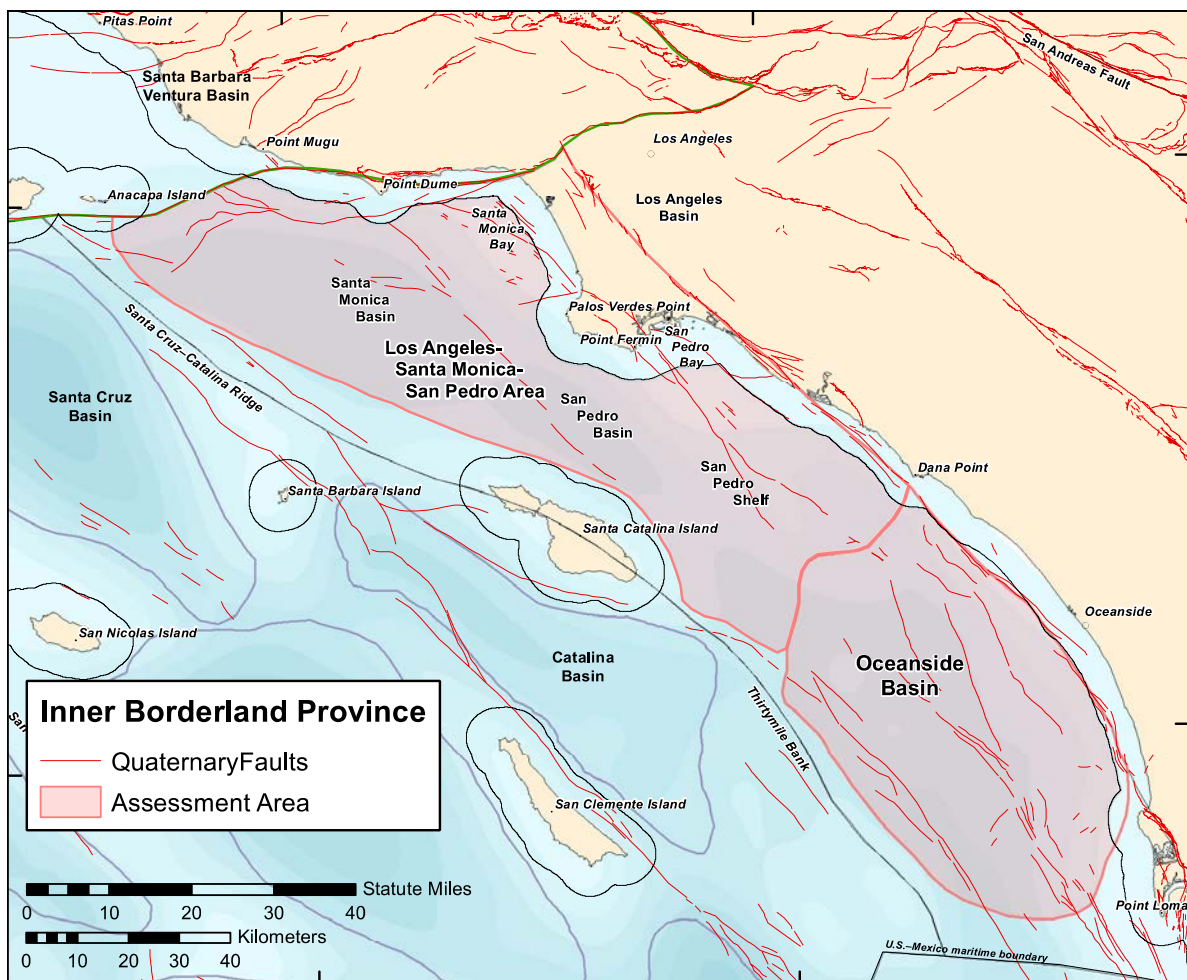 Pitas Point
San Andreas Fault
Santa Barbara
Ventura Basin
Point Mugu
Los Angeles
Anacapa Island
Point Dume
Los Angeles
Basin
Santa
Monica
Bay
Santa
Monica
Basin
Palos Verdes Point
Point Fermin
San
Pedro
Bay
Santa Cruz-Catalina Ridge
Los Angeles-
Santa Monica-
San Pedro Area
Santa Cruz
Basin
San
Pedro
Basin
San
Pedro
Shelf
Dana Point
Santa Barbara Island
Santa Catalina Island
Oceanside
San Nicolas Island
Catalina
Basin
Oceanside
Basin
Thirtymile Bank
San
Inner Borderland Province
QuaternaryFaults
Assessment Area
San Clemente Island
Statute Miles
0 10 20 30 40
Kilometers
0 10 20 30 40
Point Loma
U.S.–Mexico maritime boundary